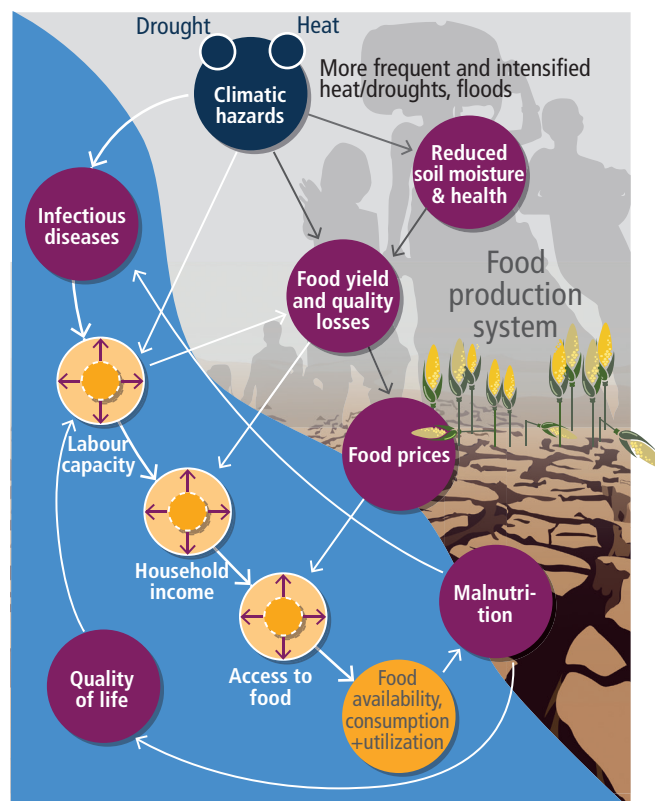 Drought
Heat
Climatic
hazards
More frequent and intensified
heat/droughts, floods
Reduced
soil moisture
& health
Infectious
diseases
Food yield
and quality
losses
Food
production
system
Labour
capacity
Food prices
Household
income
Malnutri-
tion
Access to
food
Quality
of life
Food
availability,
consumption
+utilization